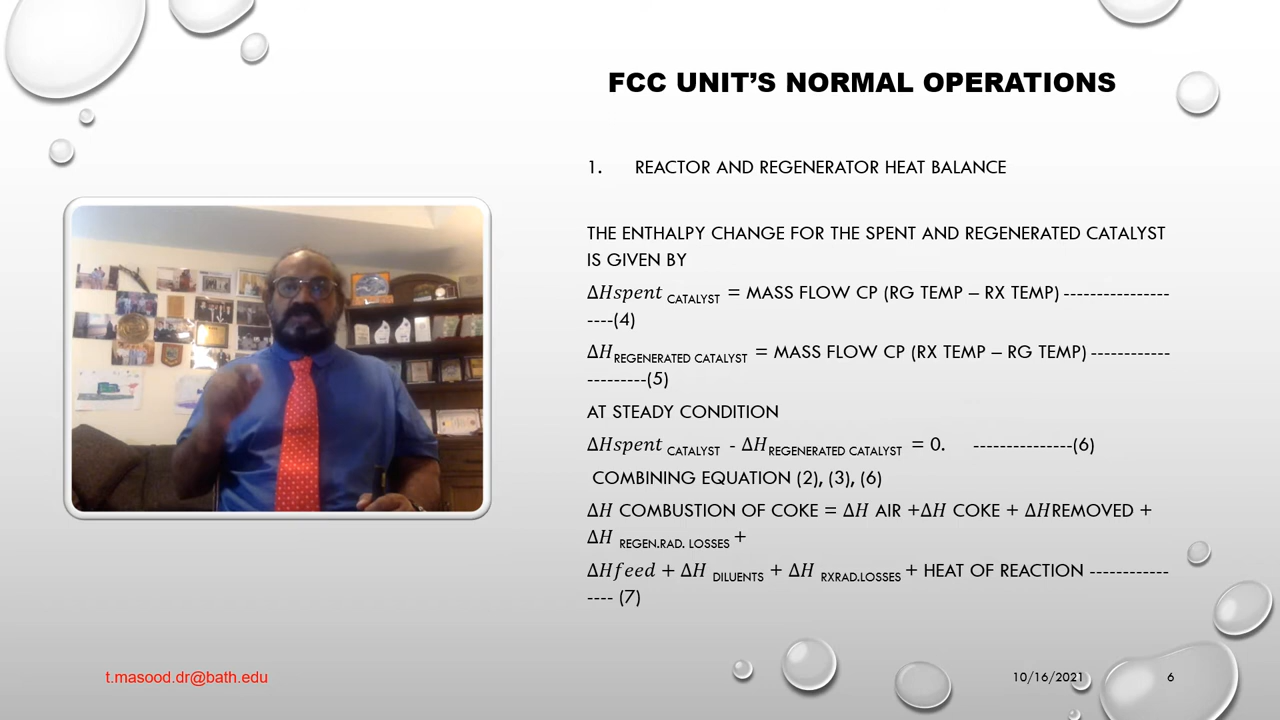 FCC UNIT’S NORMAL OPERATIONS
1. REACTOR AND REGENERATOR HEAT BALANCE
THE ENTHALPY CHANGE FOR THE SPENT AND REGENERATED CATALYST
IS GIVEN BY
Δ𝐻𝑠𝑝𝑒𝑛𝑡 CATALYST = MASS FLOW CP (RG TEMP – RX TEMP) ----------------
----(4)
Δ𝐻REGENERATED CATALYST = MASS FLOW CP (RX TEMP – RG TEMP) ------------
---------(5)
AT STEADY CONDITION
Δ𝐻𝑠𝑝𝑒𝑛𝑡 CATALYST - Δ𝐻REGENERATED CATALYST = 0. ---------------(6)
COMBINING EQUATION (2), (3), (6)
Δ𝐻 COMBUSTION OF COKE = Δ𝐻 AIR +Δ𝐻 COKE + Δ𝐻REMOVED +
Δ𝐻 REGEN.RAD. LOSSES +
Δ𝐻𝑓𝑒𝑒𝑑 + Δ𝐻 DILUENTS + Δ𝐻 RXRAD.LOSSES + HEAT OF REACTION ------------
---- (7)
t.masood.dr@bath.edu
10/16/2021
6